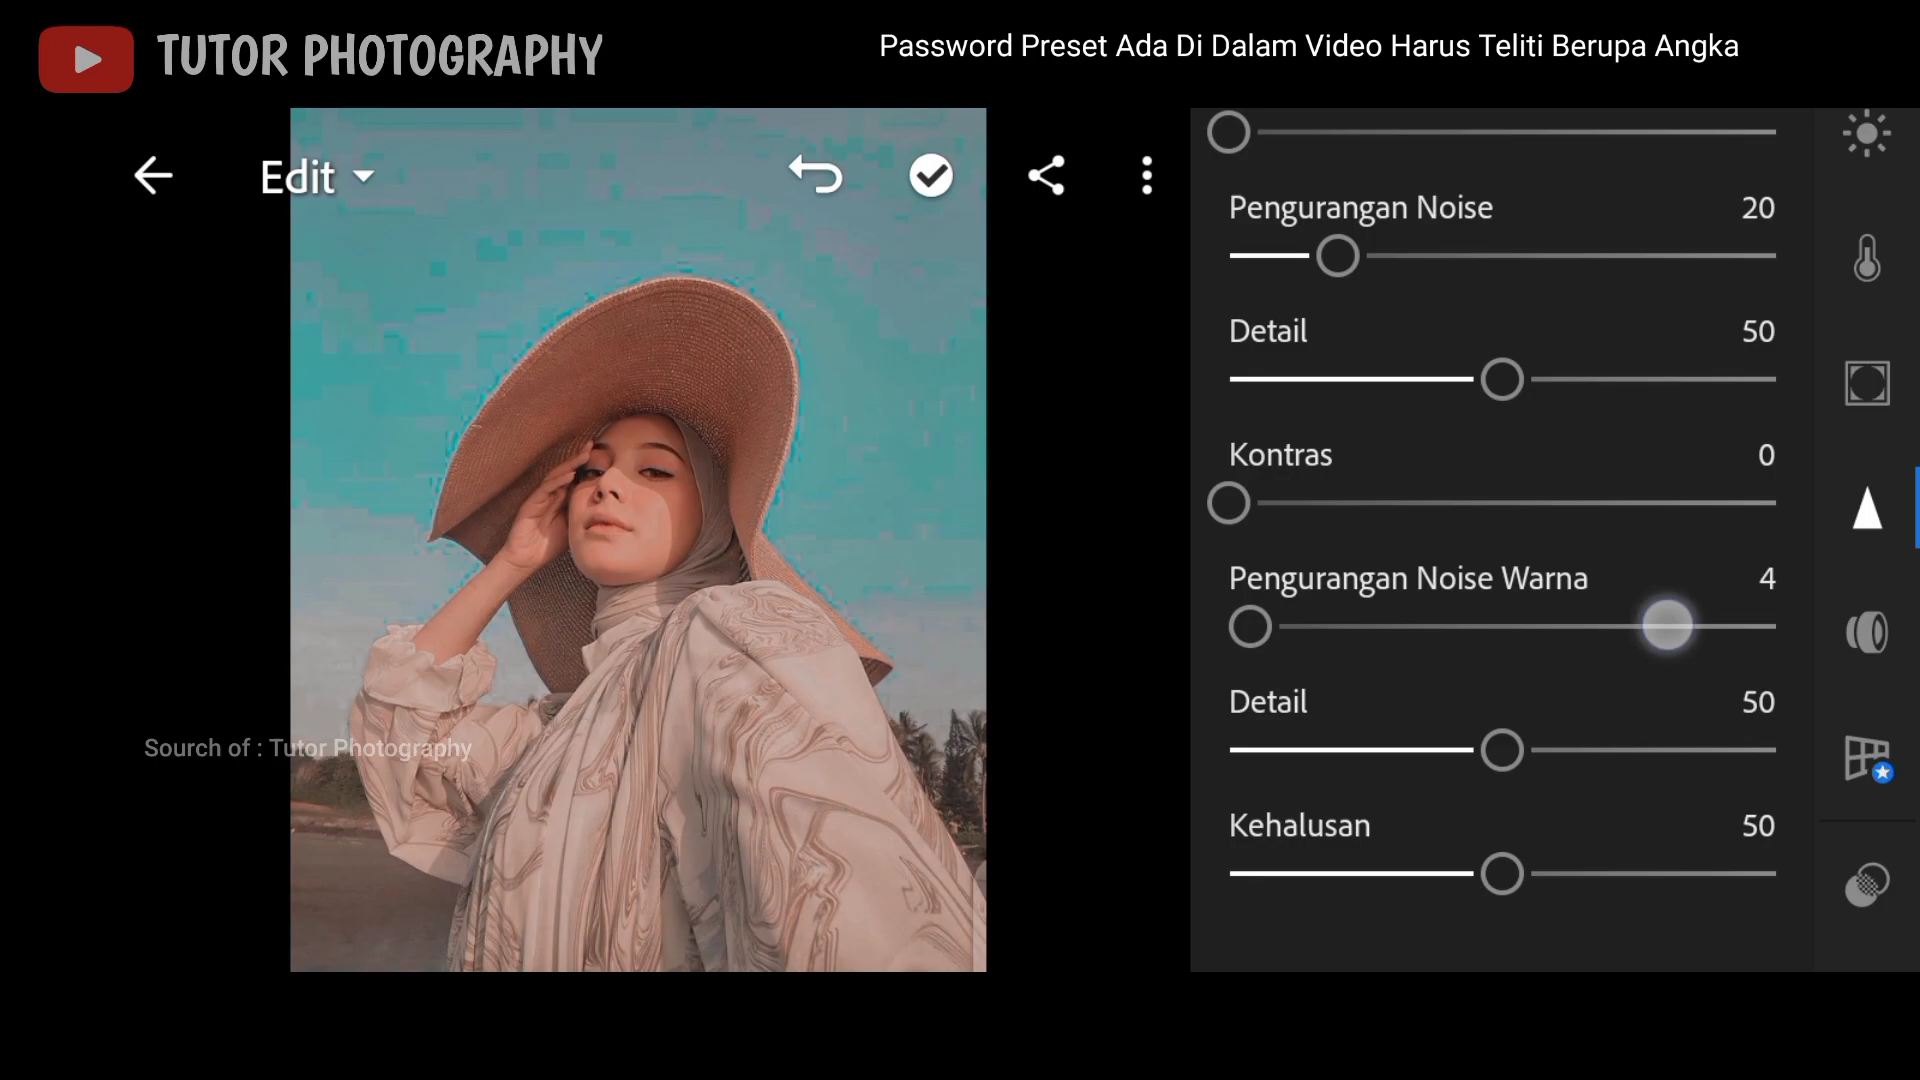 TUTOR PHOTOGRAPHY
Password Preset Ada Di Dalam Video Harus Teliti Berupa Angka
Edit
Pengurangan Noise 20
Detail 50
Kontras 0
Pengurangan Noise Warna 4
Detail 50
Kehalusan 50
Sourch of : Tutor Photography